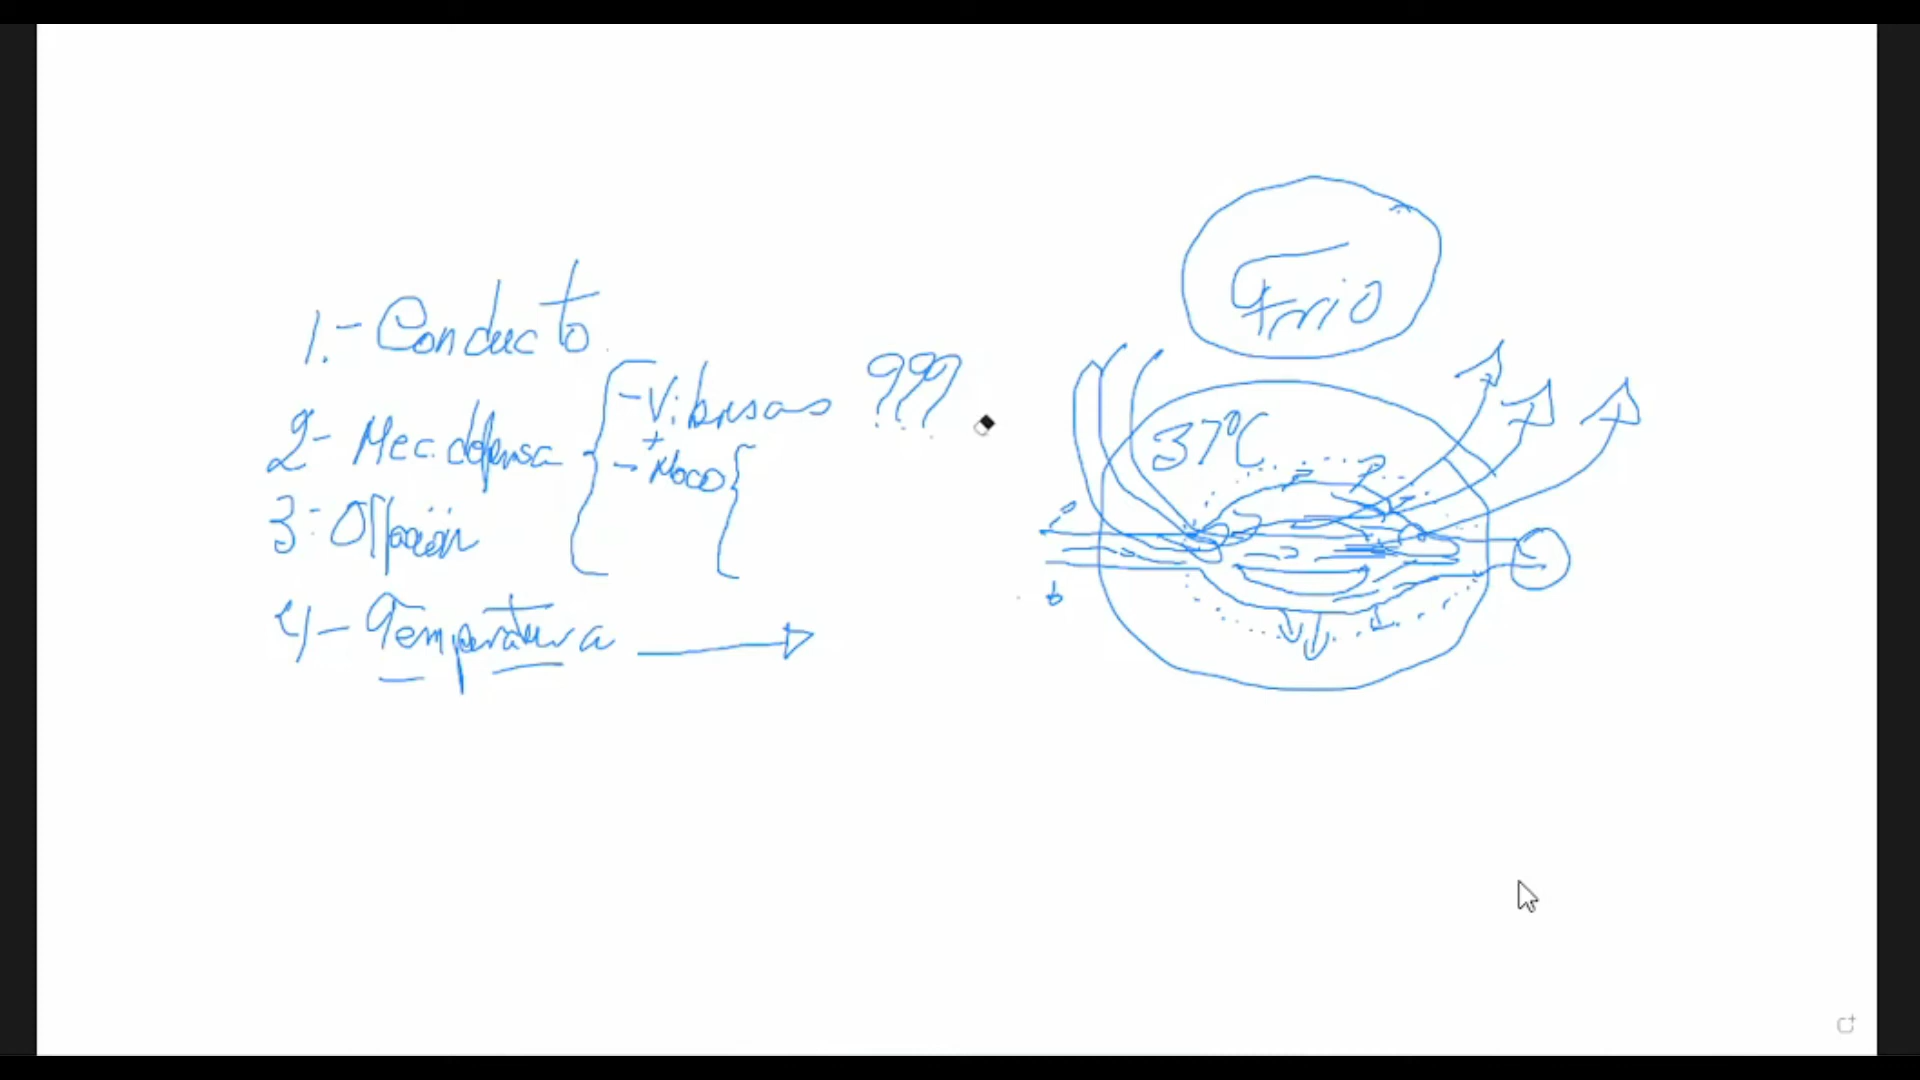 1.- Conducto
2- Mec. defensa
- Vibrisas ???
+
- Moco
3- Olfación
4- Temperatura
Frio
37°C